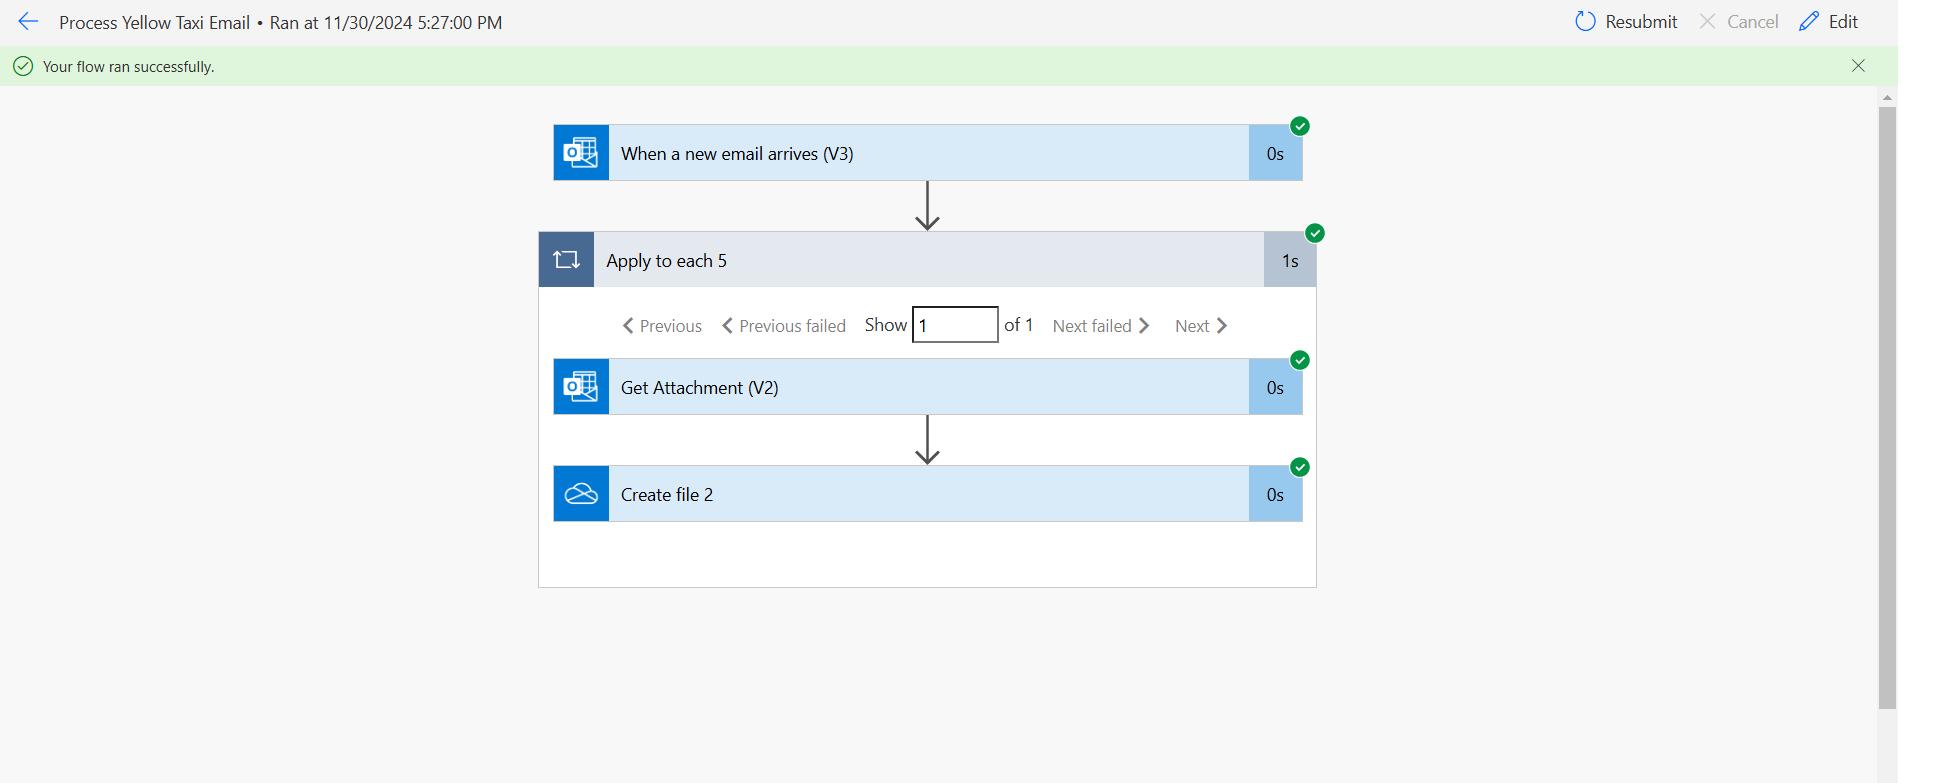 Process Yellow Taxi Email • Ran at 11/30/2024 5:27:00 PM
Resubmit Cancel Edit
Your flow ran successfully.
When a new email arrives (V3) 0s
Apply to each 5 1s
Previous Previous failed Show 1 of 1 Next failed Next
Get Attachment (V2) 0s
Create file 2 0s